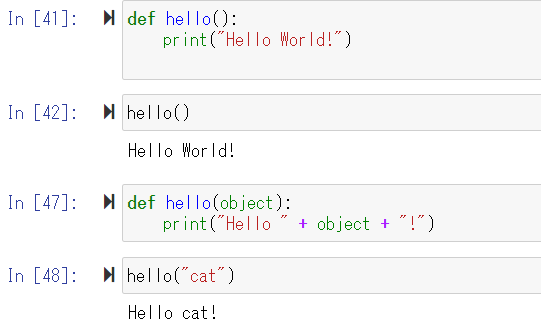 In [41]: def hello():
    print("Hello World!")
In [42]: hello()
Hello World!
In [47]: def hello(object):
    print("Hello " + object + "!")
In [48]: hello("cat")
Hello cat!